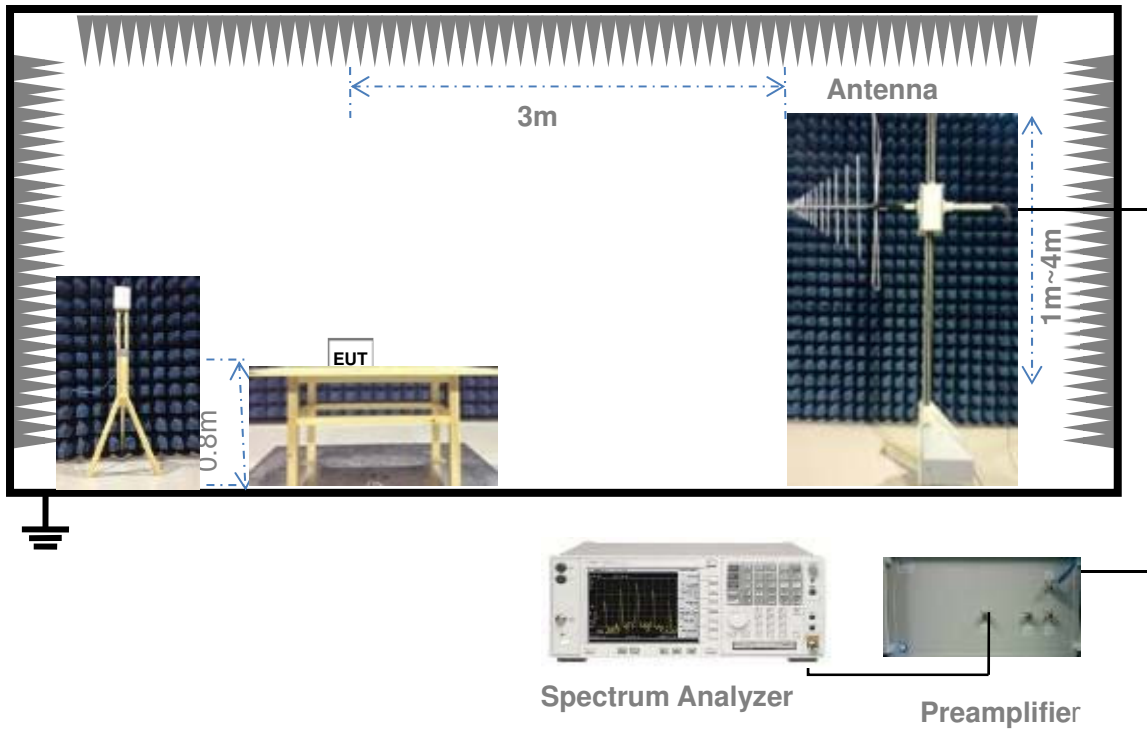 Antenna
3m
1m~4m
EUT
0.8m
Spectrum Analyzer
Preamplifier